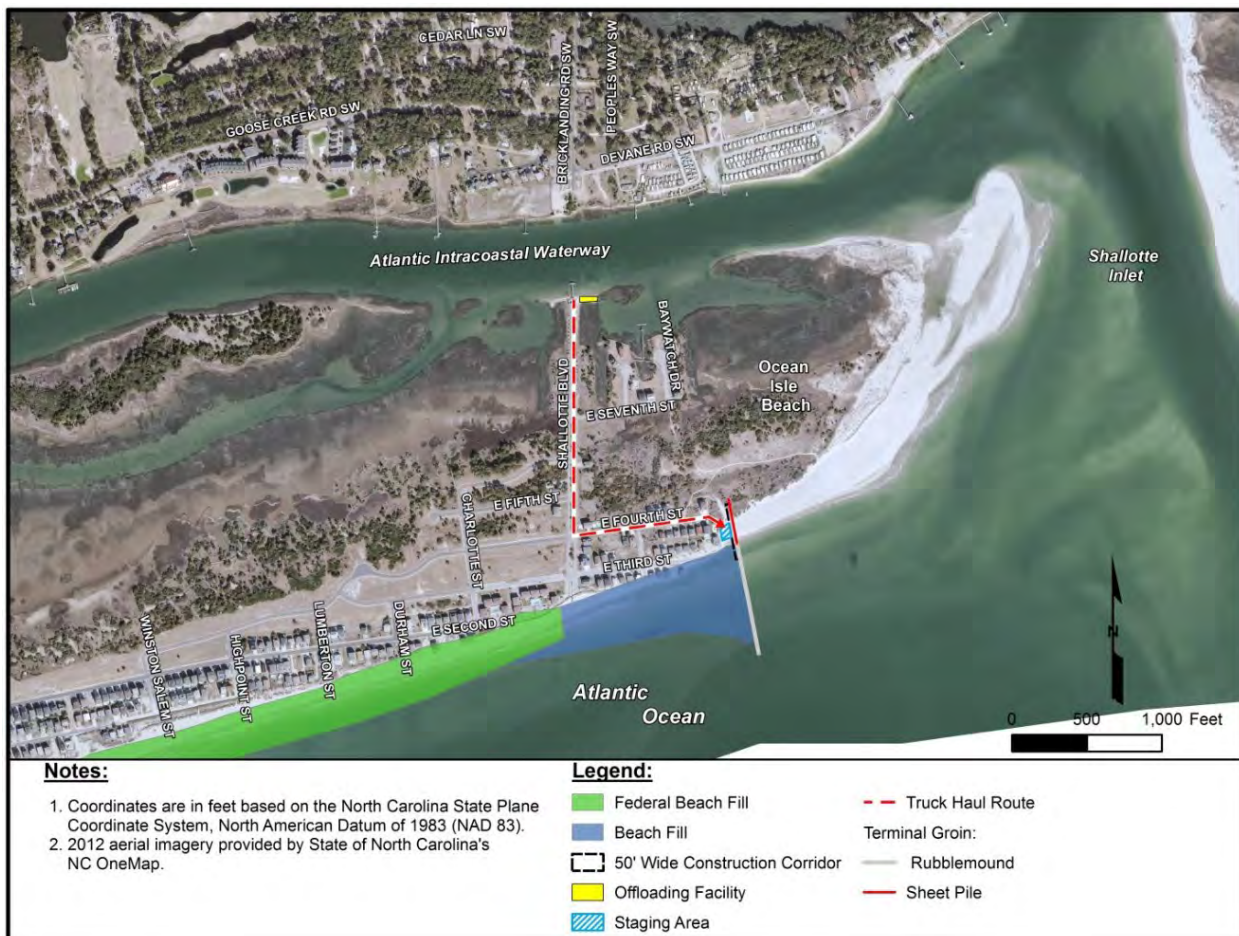 CEDAR LN SW
BRICKLANDING RD SW
PEOPLES WAY SW
GOOSE CREEK RD SW
DEVANE RD SW
Atlantic Intracoastal Waterway
Shallotte
Inlet
BAYWATCH DR
SHALLOTTE BLVD
Ocean
Isle
Beach
E SEVENTH ST
E FIFTH ST
CHARLOTTE ST
E FOURTH ST
E THIRD ST
WINSTON SALEM ST
HIGHPOINT ST
LUMBERTON ST
DURHAM ST
E SECOND ST
N
Atlantic
Ocean
0 500 1,000 Feet
Notes:
1. Coordinates are in feet based on the North Carolina State Plane
Coordinate System, North American Datum of 1983 (NAD 83).
2. 2012 aerial imagery provided by State of North Carolina's
NC OneMap.
Legend:
Federal Beach Fill
Beach Fill
50' Wide Construction Corridor
Offloading Facility
Staging Area
Truck Haul Route
Terminal Groin:
Rubblemound
Sheet Pile